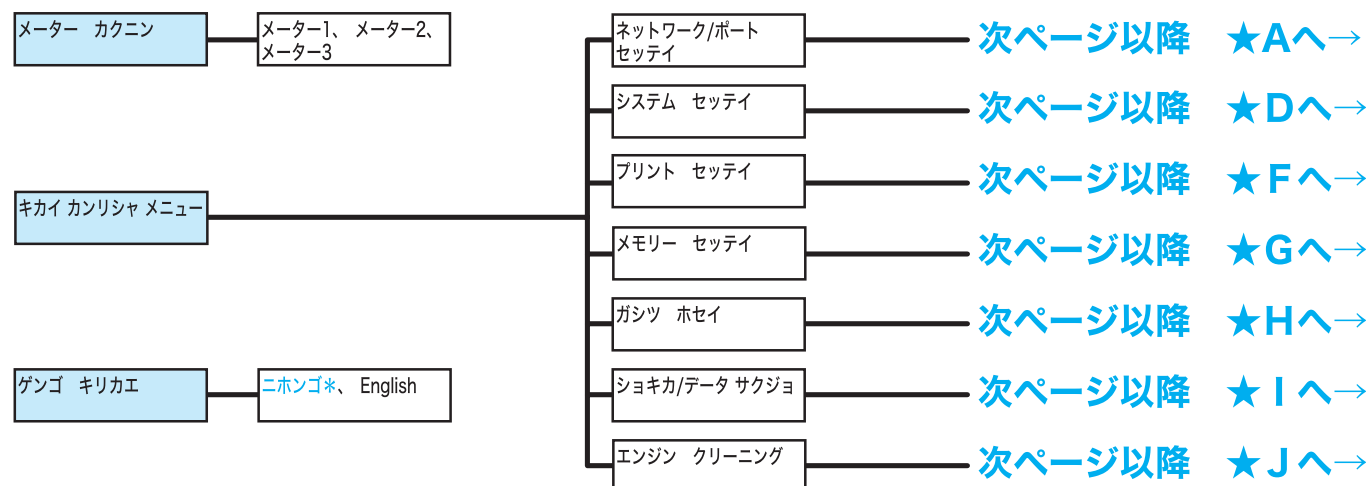 メーター　カクニン
メーター1、 メーター2、
メーター3
ネットワーク/ポート
セッテイ
次ページ以降　★Aへ→
システム　セッテイ
次ページ以降　★Dへ→
プリント　セッテイ
次ページ以降　★Fへ→
キカイ カンリシャ メニュー
メモリー　セッテイ
次ページ以降　★Gへ→
ガシツ　ホセイ
次ページ以降　★Hへ→
ゲンゴ　キリカエ
ニホンゴ＊、 English
ショキカ/データ サクジョ
次ページ以降　★Iへ→
エンジン　クリーニング
次ページ以降　★Jへ→